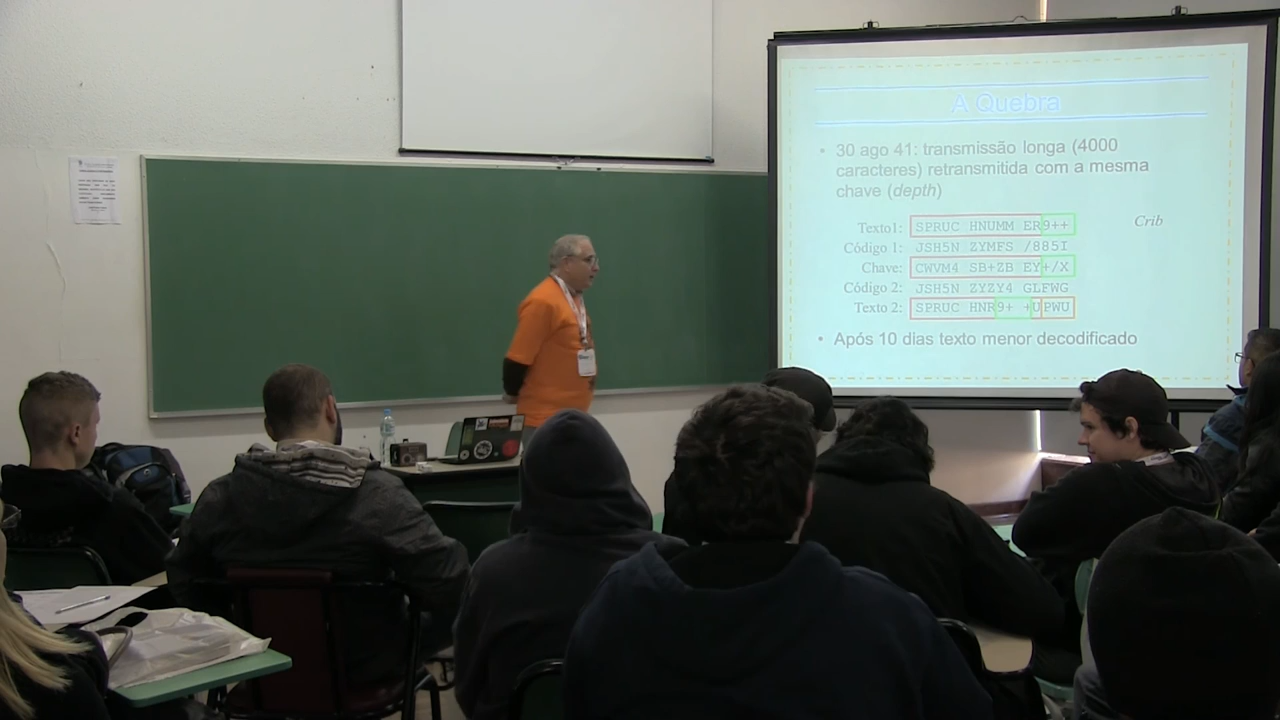 A Quebra
• 30 ago 41: transmissão longa (4000
caracteres) retransmitida com a mesma
chave (depth)
Texto1: SPRUC HNUMM ER9++
Crib
Código 1: JSH5N ZYMFS /885I
Chave: CWVM4 SB+ZB EY+/X
Código 2: JSH5N ZYZY4 GLFWG
Texto 2: SPRUC HNR9+ +UPWU
• Após 10 dias texto menor decodificado